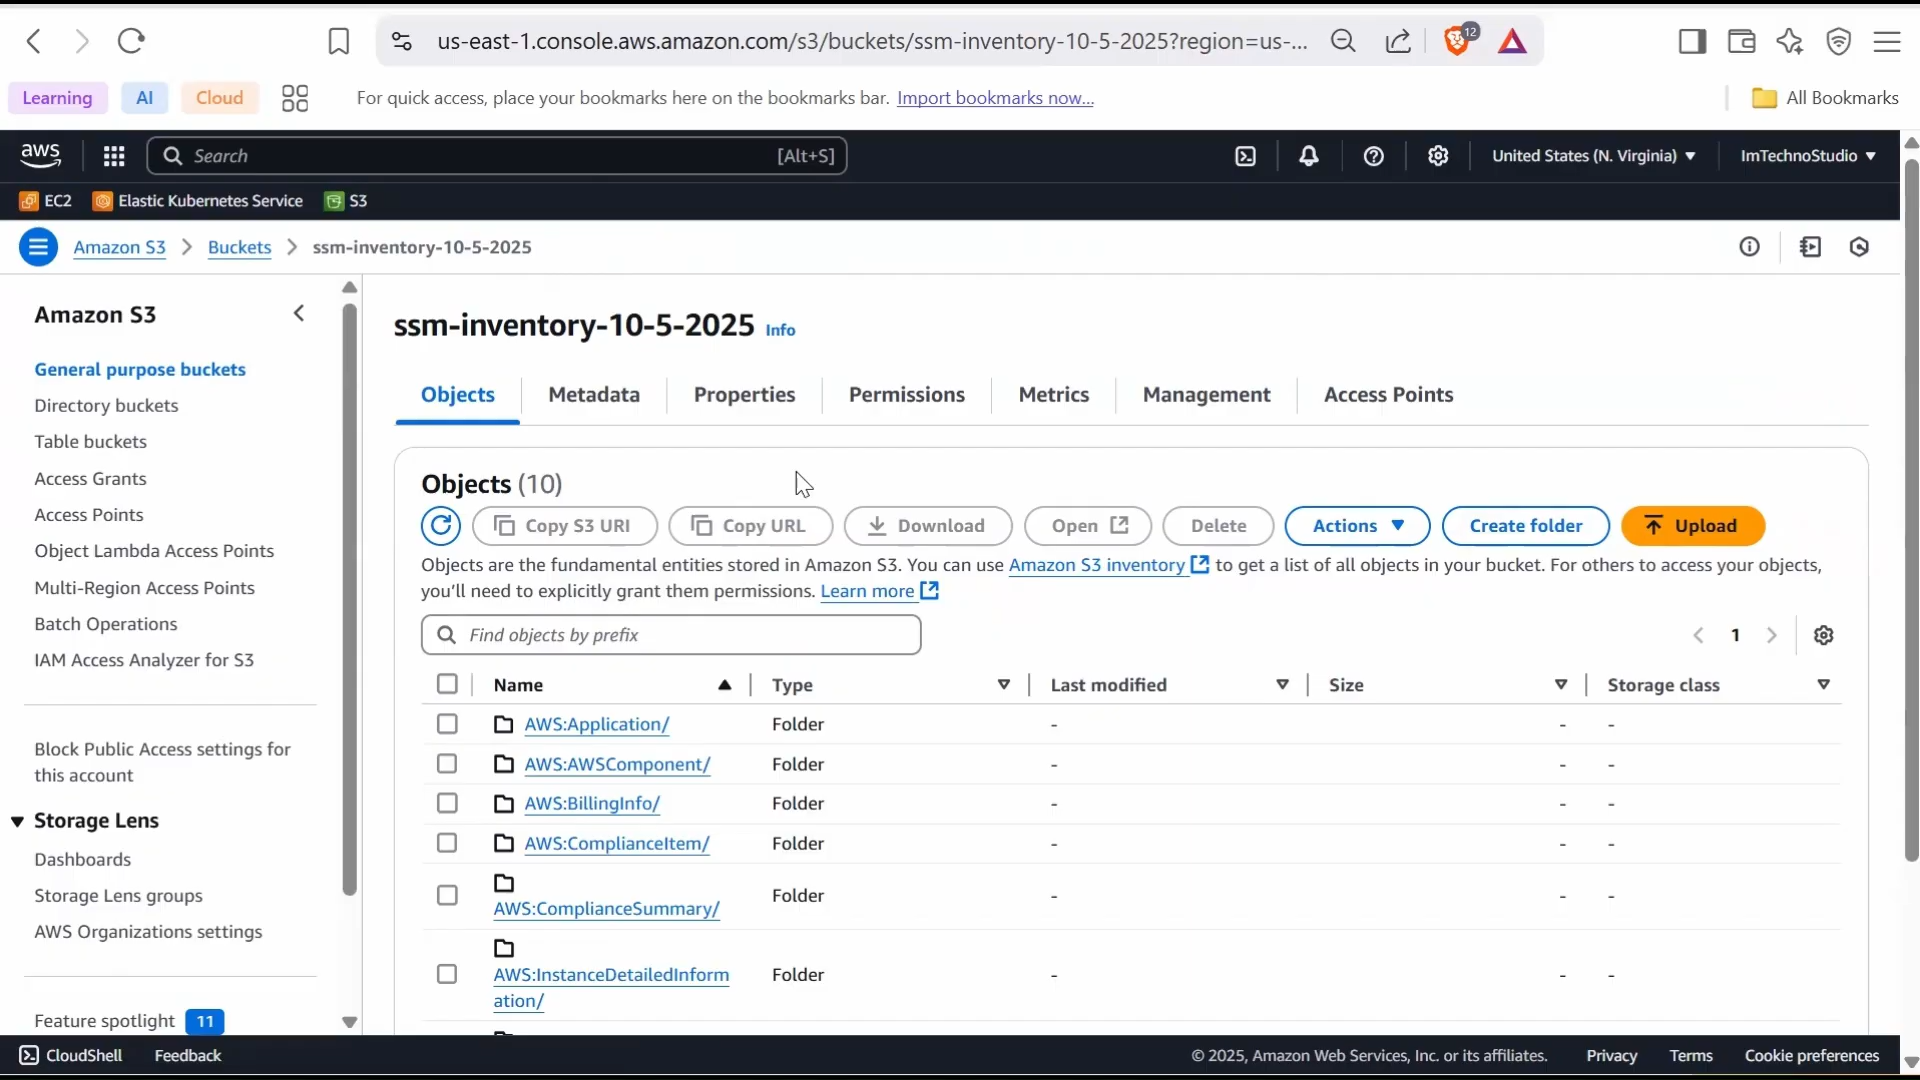 us-east-1.console.aws.amazon.com/s3/buckets/ssm-inventory-10-5-2025?region=us-...
12
Learning
AI
Cloud
For quick access, place your bookmarks here on the bookmarks bar. Import bookmarks now...
All Bookmarks
aws
Search
[Alt+S]
United States (N. Virginia)
ImTechnoStudio
EC2
Elastic Kubernetes Service
S3
Amazon S3
Buckets
ssm-inventory-10-5-2025
Amazon S3
General purpose buckets
Directory buckets
Table buckets
Access Grants
Access Points
Object Lambda Access Points
Multi-Region Access Points
Batch Operations
IAM Access Analyzer for S3
Block Public Access settings for
this account
Storage Lens
Dashboards
Storage Lens groups
AWS Organizations settings
Feature spotlight 11
ssm-inventory-10-5-2025 Info
Objects
Metadata
Properties
Permissions
Metrics
Management
Access Points
Objects (10)
Copy S3 URI
Copy URL
Download
Open
Delete
Actions
Create folder
Upload
Objects are the fundamental entities stored in Amazon S3. You can use Amazon S3 inventory to get a list of all objects in your bucket. For others to access your objects,
you'll need to explicitly grant them permissions. Learn more
Find objects by prefix
1
Name Type Last modified Size Storage class
AWS:Application/ Folder - - -
AWS:AWSComponent/ Folder - - -
AWS:BillingInfo/ Folder - - -
AWS:ComplianceItem/ Folder - - -
AWS:ComplianceSummary/ Folder - - -
AWS:InstanceDetailedInform
ation/ Folder - - -
CloudShell
Feedback
© 2025, Amazon Web Services, Inc. or its affiliates.
Privacy
Terms
Cookie preferences